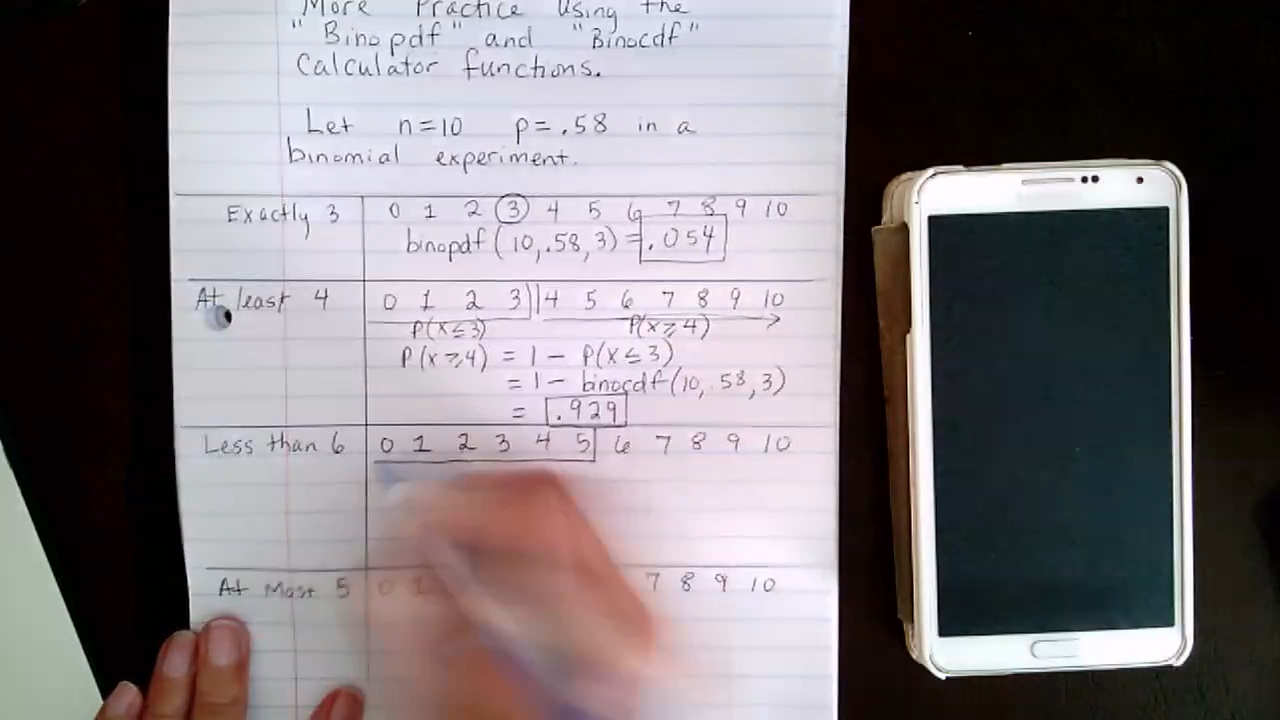 More Practice Using the
"Binopdf" and "Binocdf"
Calculator functions.
Let n=10 p=.58 in a
binomial experiment.
Exactly 3 0 1 2 3 4 5 6 7 8 9 10
binopdf(10,.58,3) = .054
At least 4 0 1 2 3 4 5 6 7 8 9 10
P(x≤3) P(x≥4)
P(x≥4) = 1 - P(x≤3)
= 1 - binocdf(10,.58,3)
= .929
Less than 6 0 1 2 3 4 5 6 7 8 9 10
At Most 5 0 1 7 8 9 10